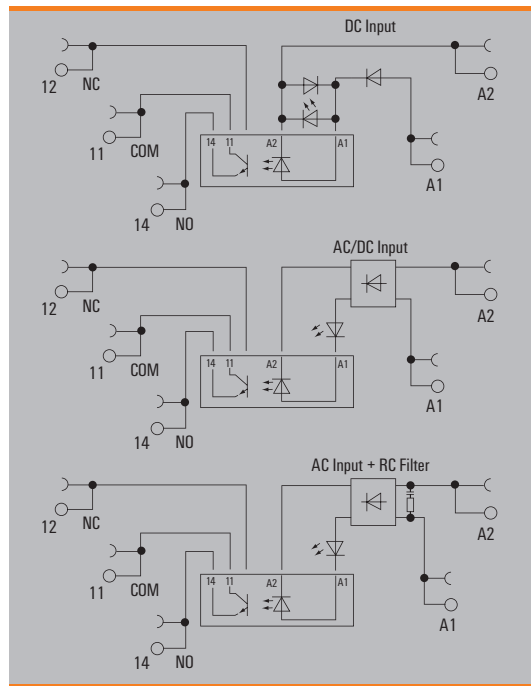 DC Input
12 NC
A2
11 COM
14 11 A2 A1
A1
14 NO
AC/DC Input
12 NC
A2
11 COM
14 11 A2 A1
A1
14 NO
AC Input + RC Filter
12 NC
A2
11 COM
14 11 A2 A1
A1
14 NO